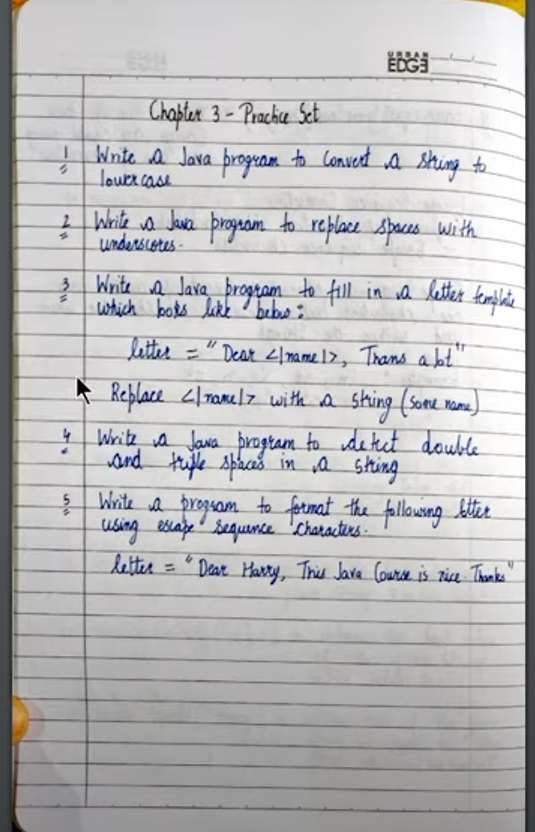 URBAN
EDGE
Chapter 3 - Practice Set
1 Write a Java program to Convert a string to
lowercase
2 Write a Java program to replace spaces with
underscores.
3 Write a Java program to fill in a letter template
which looks like below:
letter = "Dear <|name|>, Thanks a lot"
Replace <|name|> with a string (some name)
4 Write a Java program to detect double
and triple spaces in a string
5 Write a program to format the following letter
using escape sequence characters.
letter = "Dear Harry, This Java Course is nice. Thanks"